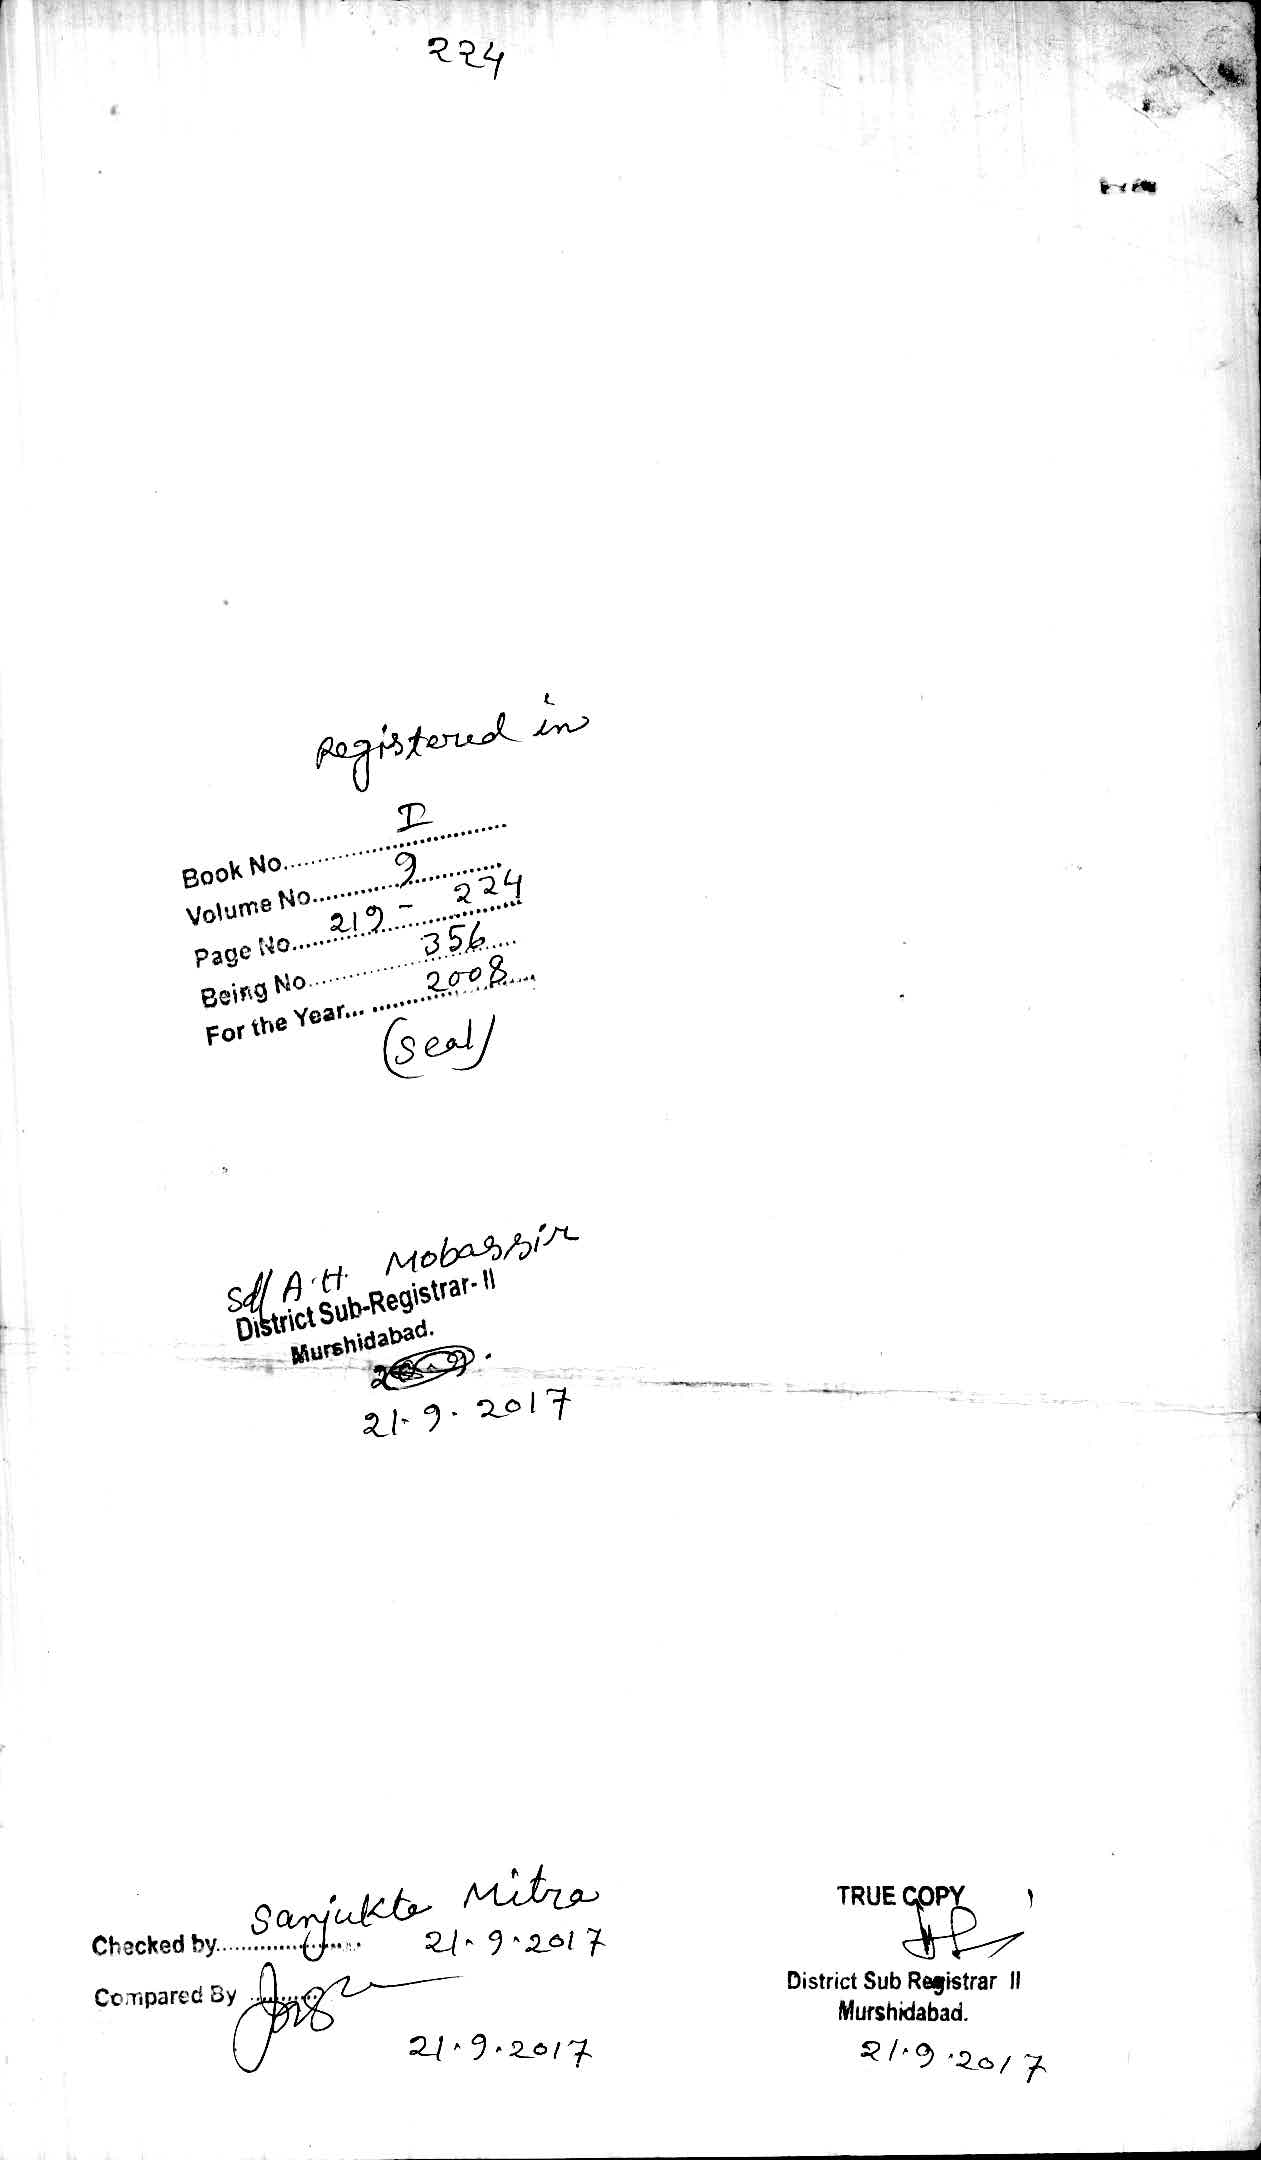 224
Registered in
Book No. I
Volume No. 9
Page No. 219 - 224
Being No. 356
For the Year... 2008
(Seal)
Sd/ A.H. Mobassir
District Sub-Registrar- II
Murshidabad.
21.9.2017
Sanjukta Mitra
Checked by 21.9.2017
Compared By
21.9.2017
TRUE COPY
District Sub Registrar II
Murshidabad.
21.9.2017